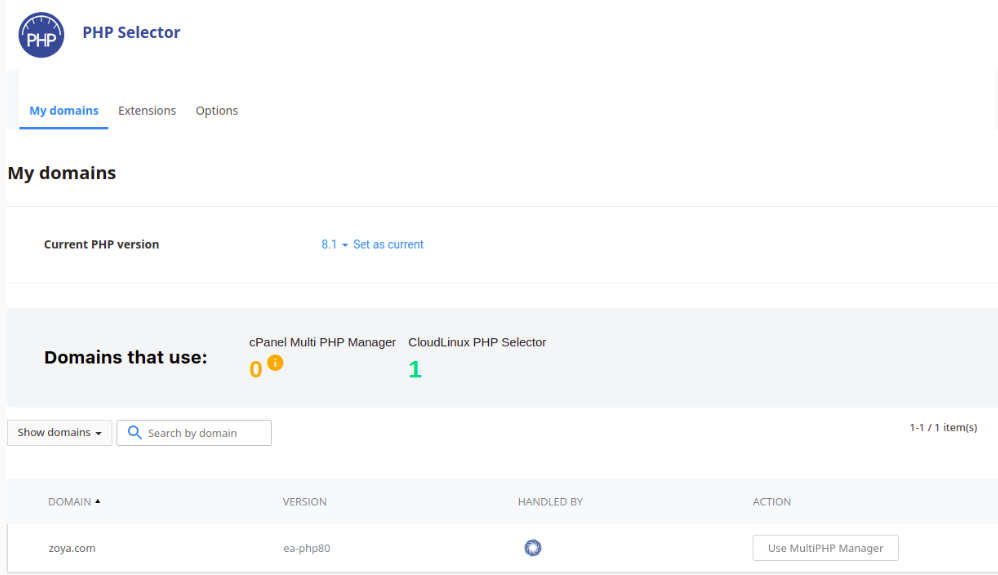 PHP
PHP Selector
My domains Extensions Options
My domains
Current PHP version 8.1 Set as current
Domains that use:
cPanel Multi PHP Manager CloudLinux PHP Selector
0 i 1
Show domains Search by domain 1-1 / 1 item(s)
DOMAIN VERSION HANDLED BY ACTION
zoya.com ea-php80 Use MultiPHP Manager